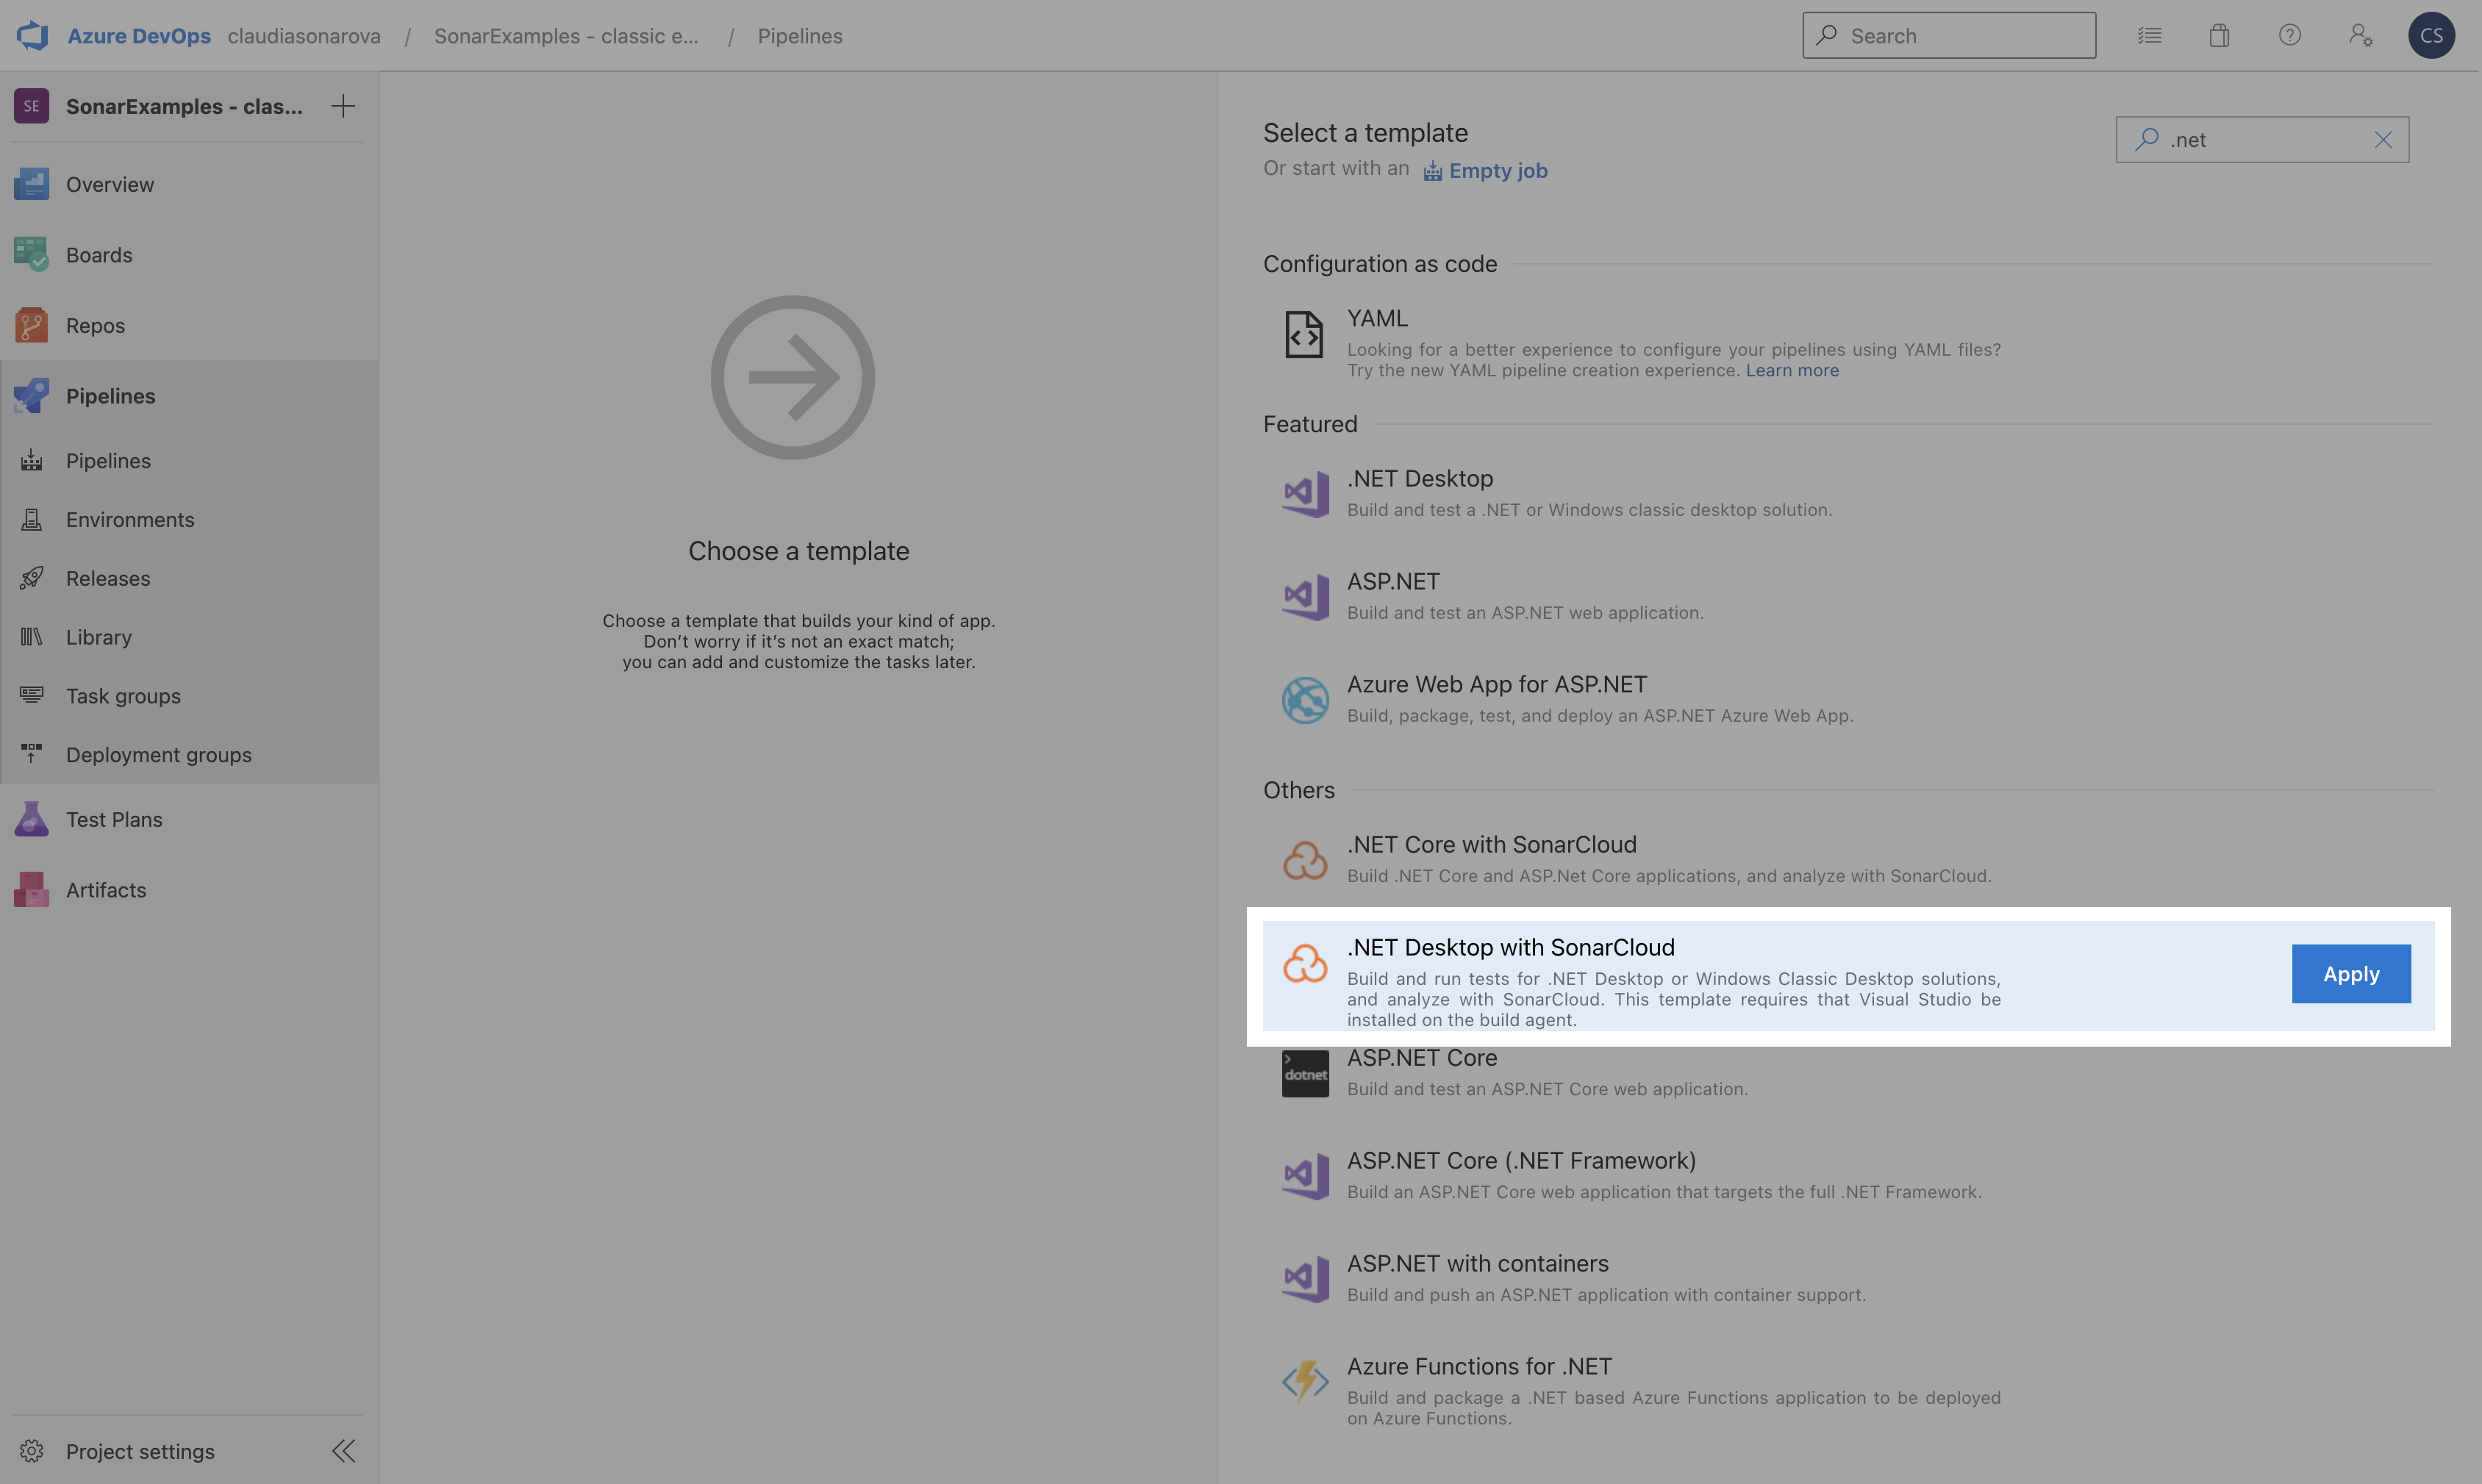 Azure DevOps claudiasonarova / SonarExamples - classic e... / Pipelines
Search
CS
SE SonarExamples - clas...
Overview
Boards
Repos
Pipelines
Pipelines
Environments
Releases
Library
Task groups
Deployment groups
Test Plans
Artifacts
Project settings
Choose a template
Choose a template that builds your kind of app.
Don’t worry if it’s not an exact match;
you can add and customize the tasks later.
Select a template
Or start with an Empty job
.net
Configuration as code
YAML
Looking for a better experience to configure your pipelines using YAML files?
Try the new YAML pipeline creation experience. Learn more
Featured
.NET Desktop
Build and test a .NET or Windows classic desktop solution.
ASP.NET
Build and test an ASP.NET web application.
Azure Web App for ASP.NET
Build, package, test, and deploy an ASP.NET Azure Web App.
Others
.NET Core with SonarCloud
Build .NET Core and ASP.Net Core applications, and analyze with SonarCloud.
.NET Desktop with SonarCloud
Build and run tests for .NET Desktop or Windows Classic Desktop solutions,
and analyze with SonarCloud. This template requires that Visual Studio be
installed on the build agent.
Apply
dotnet
ASP.NET Core
Build and test an ASP.NET Core web application.
ASP.NET Core (.NET Framework)
Build an ASP.NET Core web application that targets the full .NET Framework.
ASP.NET with containers
Build and push an ASP.NET application with container support.
Azure Functions for .NET
Build and package a .NET based Azure Functions application to be deployed
on Azure Functions.